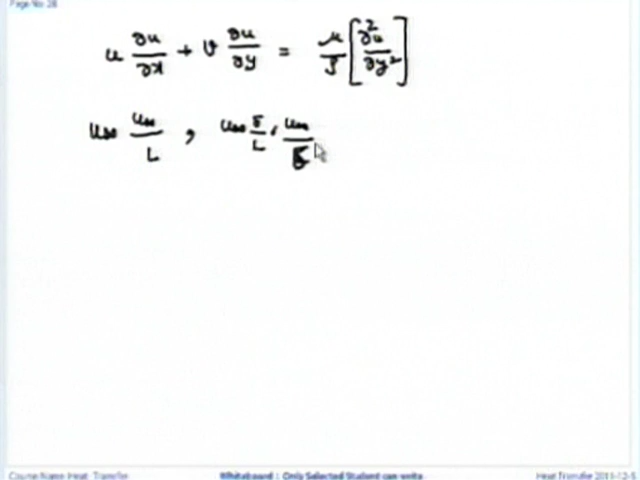 Page No: 28
u ∂u/∂x + v ∂u/∂y = μ/ρ [∂²u/∂y²]
u∞ u∞/L , u∞ δ/L · u∞/δ
Course Name: Heat Transfer Whiteboard : Only Selected Student can write Heat Transfer 2011-12-S